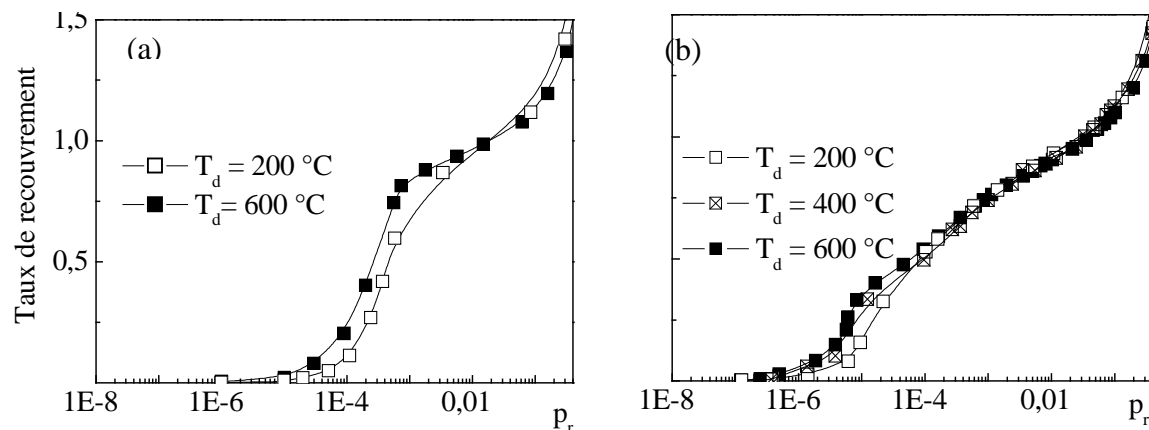 1,5
(a)
1,0
0,5
Taux de recouvrement
T_d = 200 °C
T_d = 600 °C
1E-8
1E-6
1E-4
0,01
p_r
(b)
T_d = 200 °C
T_d = 400 °C
T_d = 600 °C
1E-8
1E-6
1E-4
0,01
p_r